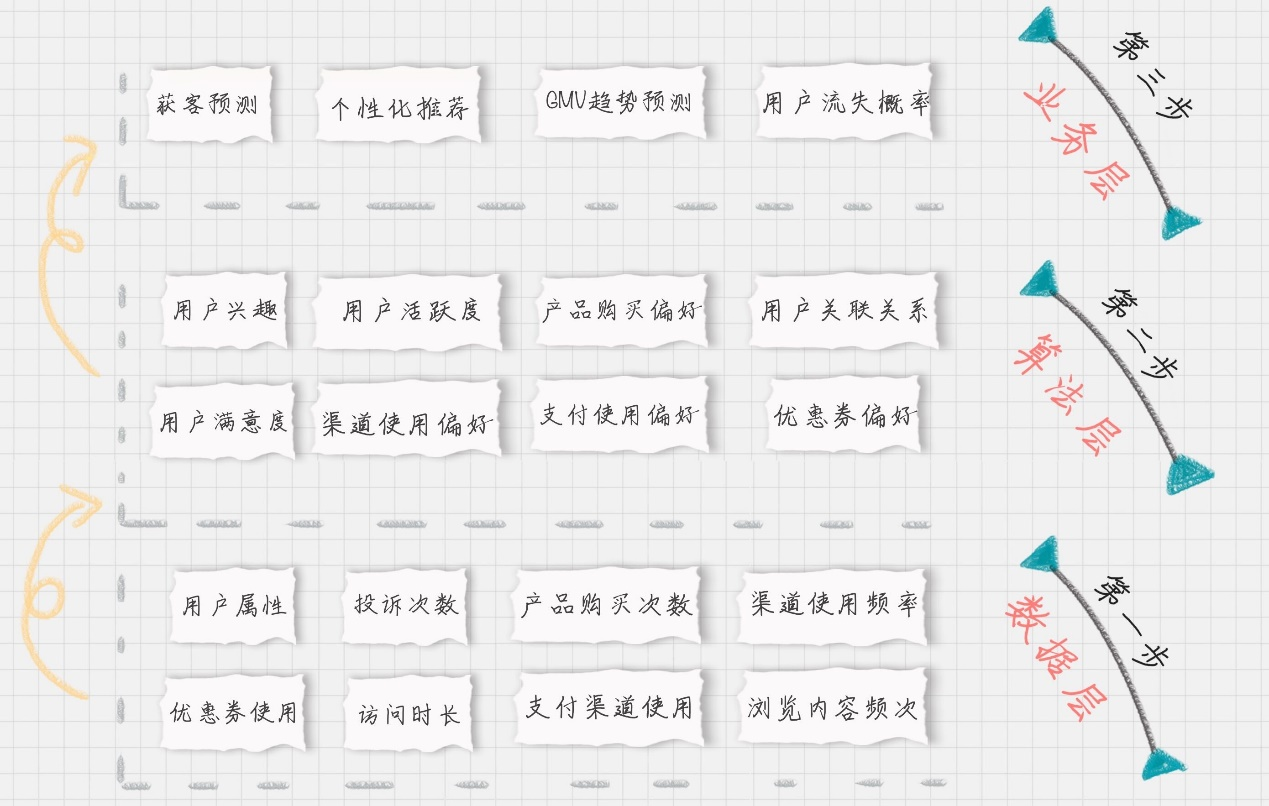 获客预测
个性化推荐
GMV趋势预测
用户流失概率
第三步
业务层
用户兴趣
用户活跃度
产品购买偏好
用户关联关系
用户满意度
渠道使用偏好
支付使用偏好
优惠券偏好
第二步
算法层
用户属性
投诉次数
产品购买次数
渠道使用频率
优惠券使用
访问时长
支付渠道使用
浏览内容频次
第一步
数据层